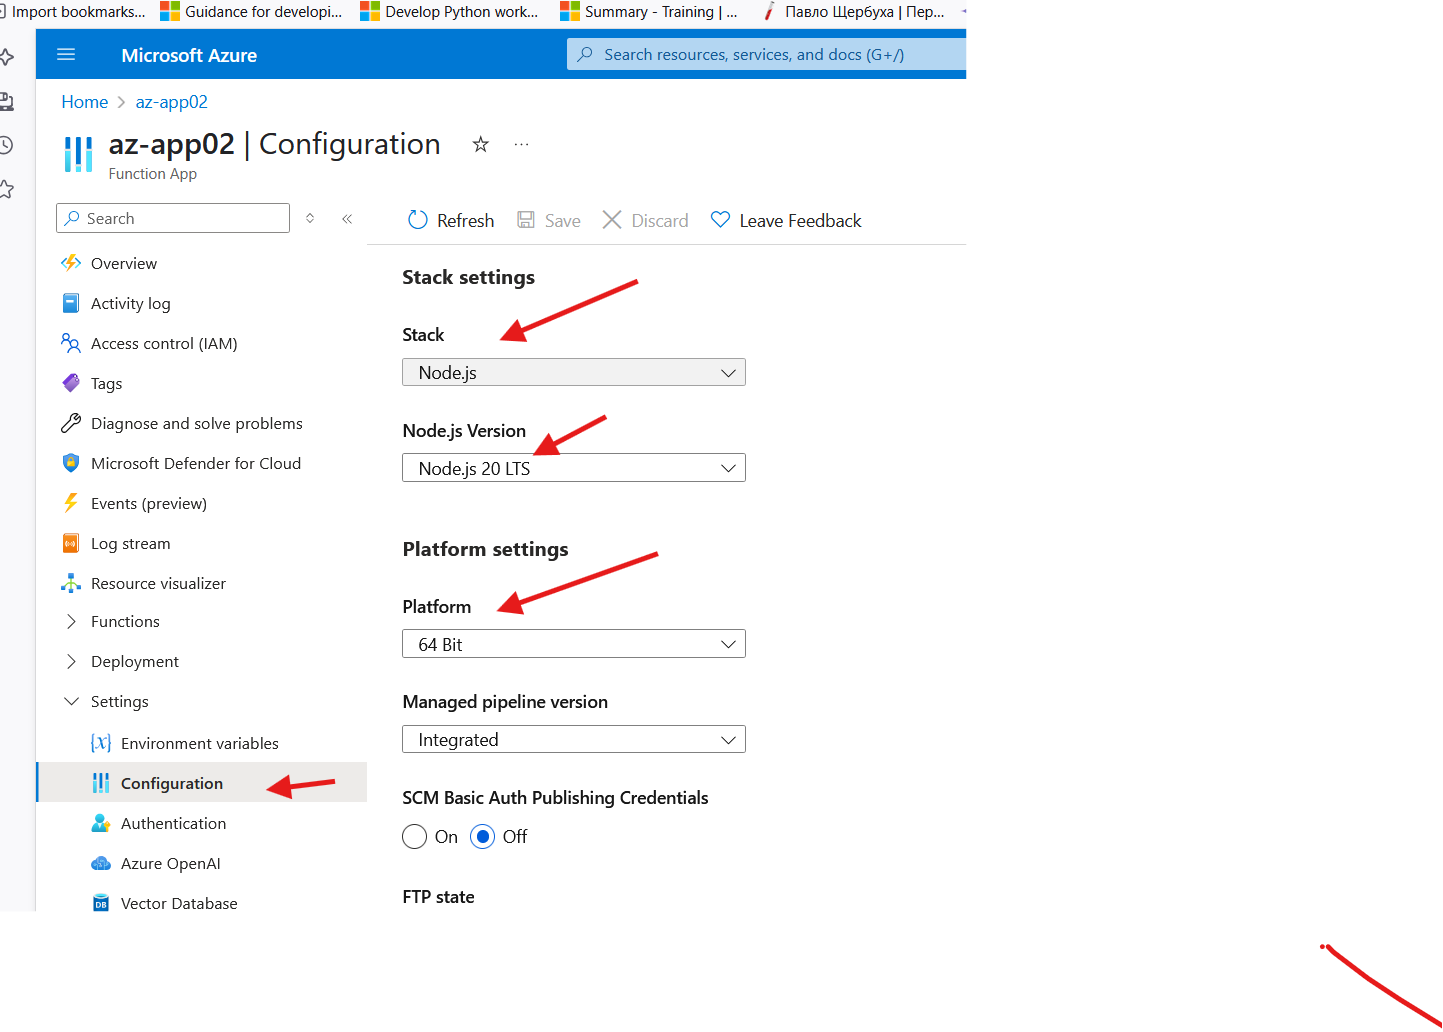 Import bookmarks...
Guidance for developi...
Develop Python work...
Summary - Training | ...
Павло Щербуха | Пер...
Microsoft Azure
Search resources, services, and docs (G+/)
Home > az-app02
az-app02 | Configuration
Function App
Search
Refresh
Save
Discard
Leave Feedback
Overview
Activity log
Access control (IAM)
Tags
Diagnose and solve problems
Microsoft Defender for Cloud
Events (preview)
Log stream
Resource visualizer
Functions
Deployment
Settings
Environment variables
Configuration
Authentication
Azure OpenAI
DB
Vector Database
Stack settings
Stack
Node.js
Node.js Version
Node.js 20 LTS
Platform settings
Platform
64 Bit
Managed pipeline version
Integrated
SCM Basic Auth Publishing Credentials
On
Off
FTP state